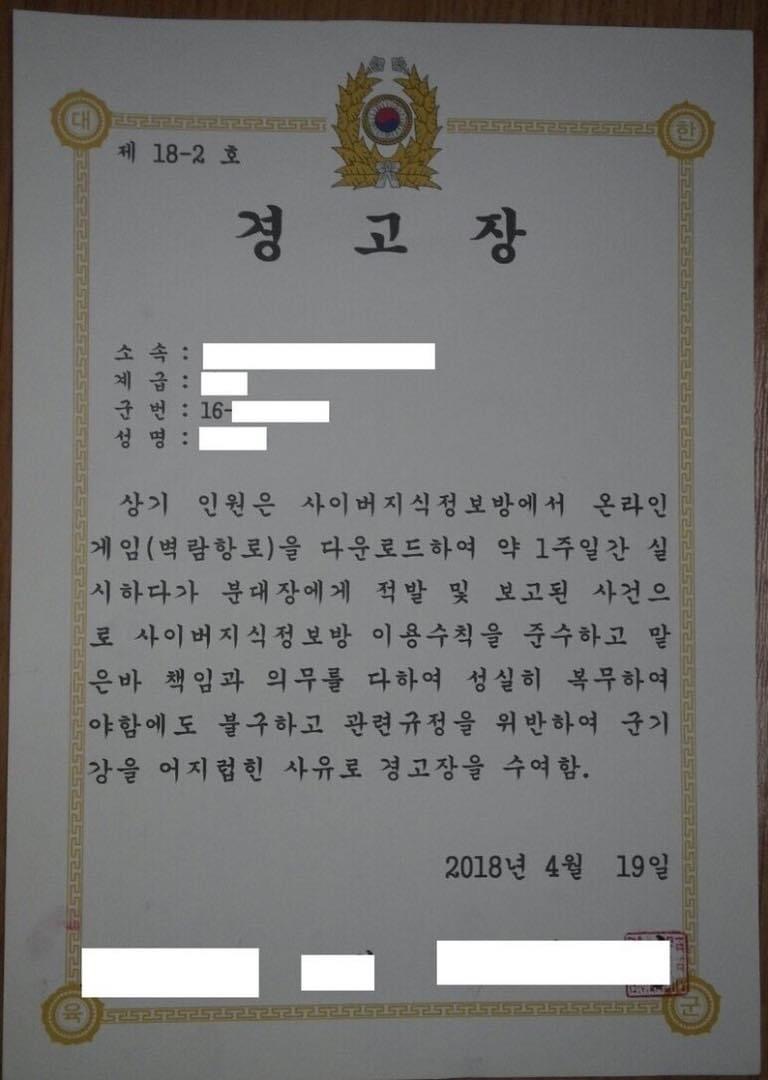 대
한
제 18-2 호
경 고 장
소 속 :
계 급 :
군 번 : 16-
성 명 :
상기 인원은 사이버지식정보방에서 온라인
게임(벽람항로)을 다운로드하여 약 1주일간 실
시하다가 분대장에게 적발 및 보고된 사건으
로 사이버지식정보방 이용수칙을 준수하고 맡
은바 책임과 의무를 다하여 성실히 복무하여
야함에도 불구하고 관련규정을 위반하여 군기
강을 어지럽힌 사유로 경고장을 수여함.
2018년 4월 19일
육
군